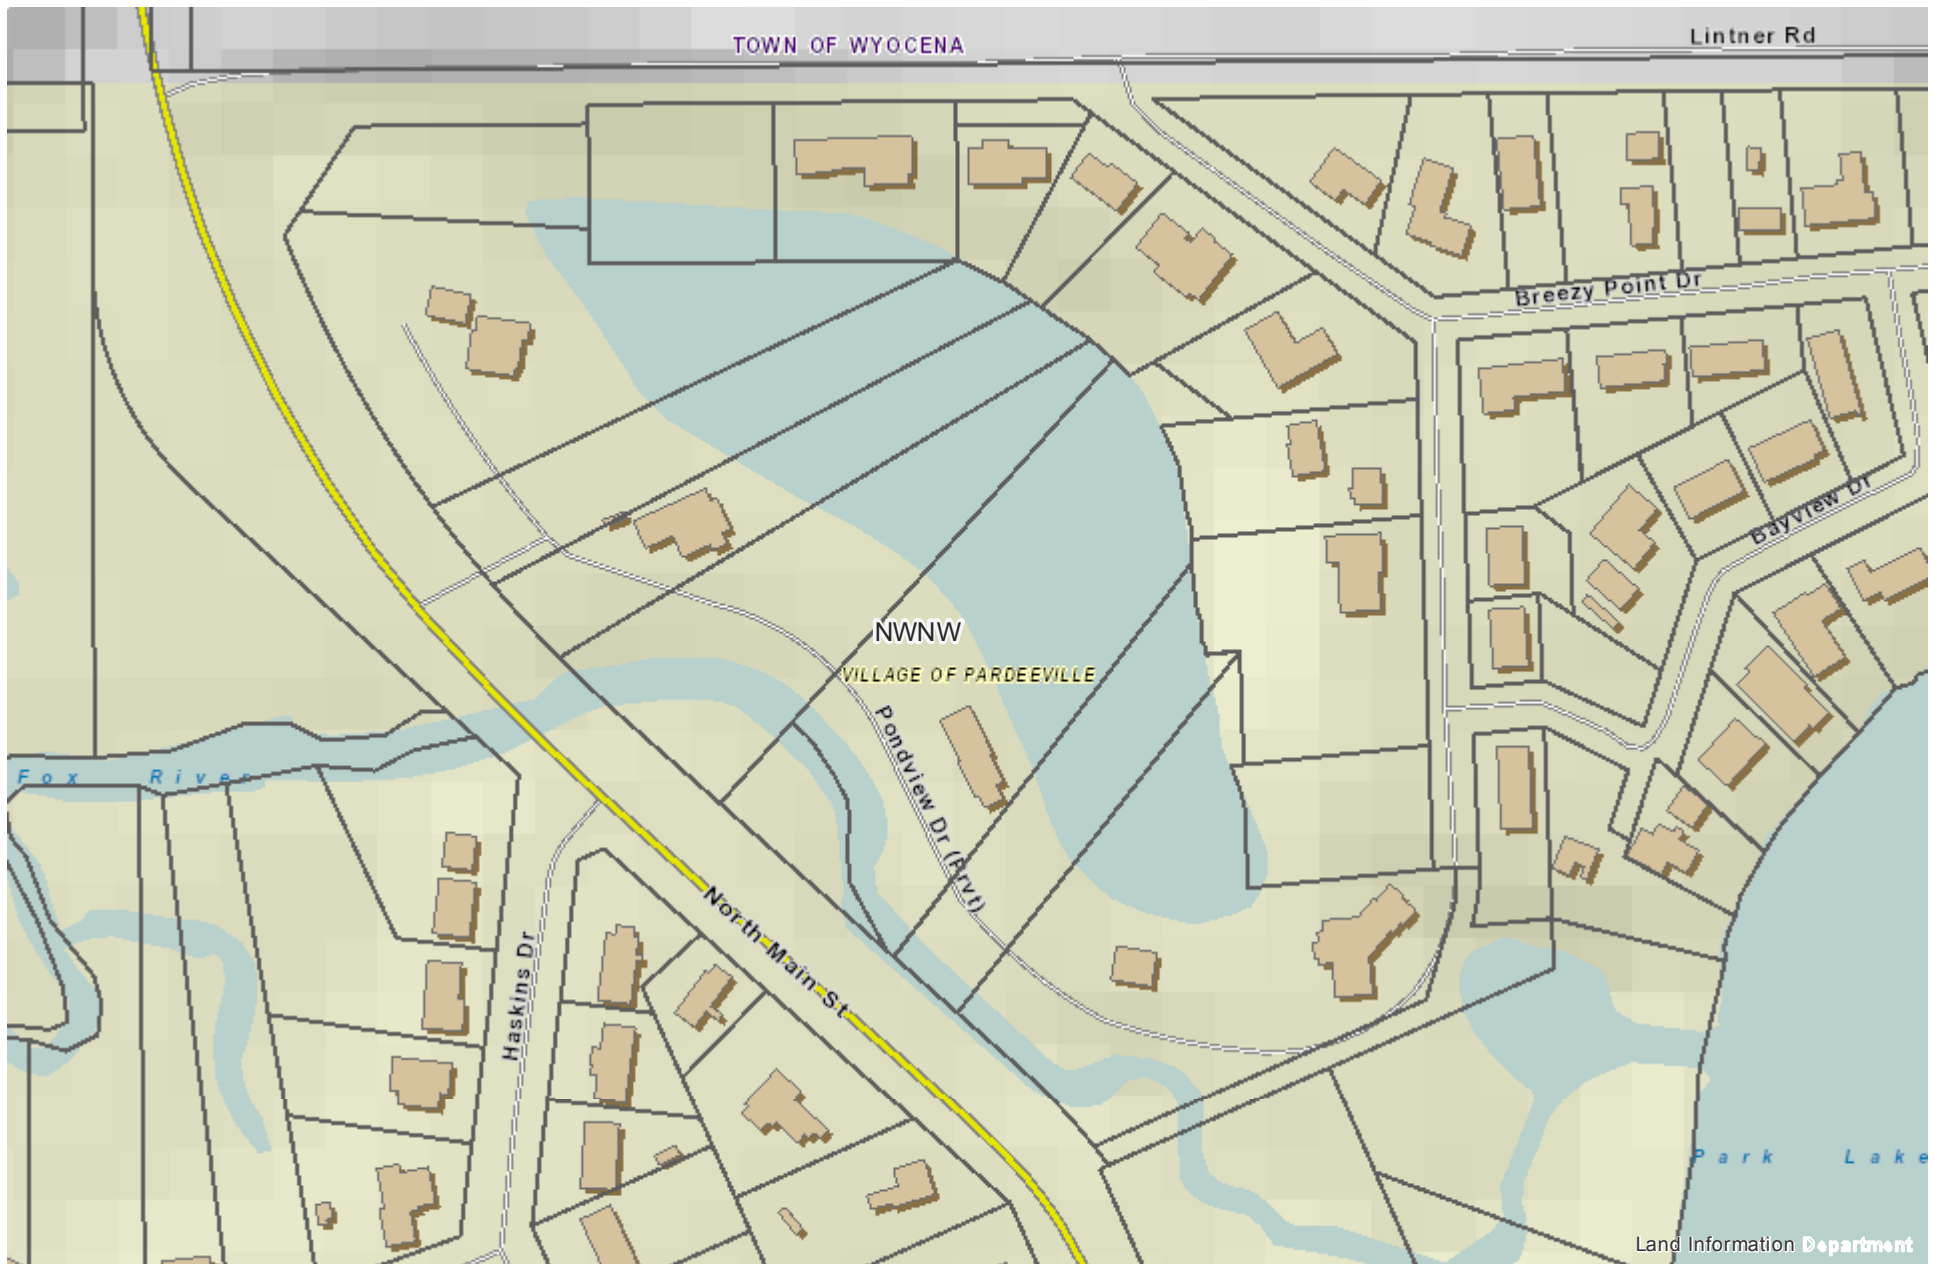 Lintner Rd
TOWN OF WYOCENA
Breezy Point Dr
Bayview Dr
NWNW
VILLAGE OF PARDEEVILLE
Pondview Dr (Prvt)
Fox River
North Main St
Haskins Dr
Park Lake
Land Information Department